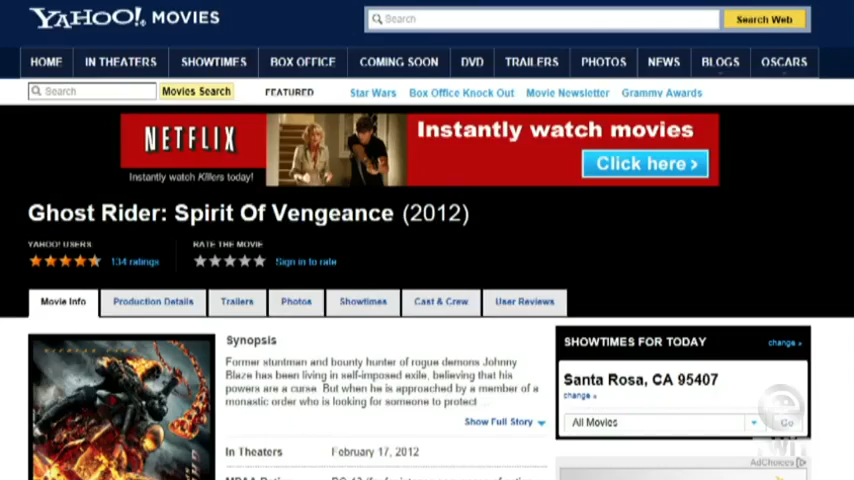 YAHOO! MOVIES
Search
Search Web
HOME IN THEATERS SHOWTIMES BOX OFFICE COMING SOON DVD TRAILERS PHOTOS NEWS BLOGS OSCARS
Search
Movies Search
FEATURED
Star Wars Box Office Knock Out Movie Newsletter Grammy Awards
NETFLIX
Instantly watch Killers today!
Instantly watch movies
Click here ›
Ghost Rider: Spirit Of Vengeance (2012)
YAHOO! USERS
134 ratings
RATE THE MOVIE
Sign in to rate
Movie Info Production Details Trailers Photos Showtimes Cast & Crew User Reviews
Synopsis
Former stuntman and bounty hunter of rogue demons Johnny
Blaze has been living in self-imposed exile, believing that his
powers are a curse. But when he is approached by a member of a
monastic order who is looking for someone to protect ...
Show Full Story
In Theaters February 17, 2012
SHOWTIMES FOR TODAY
change »
Santa Rosa, CA 95407
change »
All Movies
Go
AdChoices